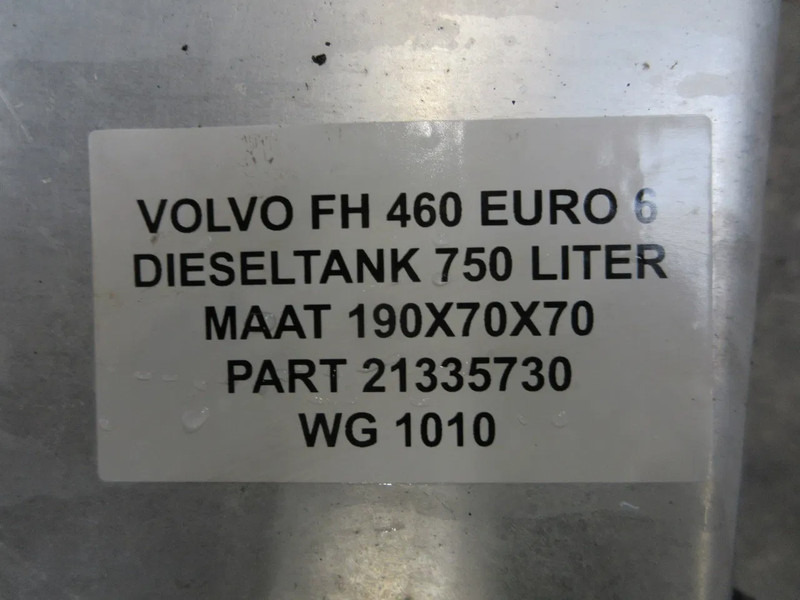 VOLVO FH 460 EURO 6
DIESELTANK 750 LITER
MAAT 190X70X70
PART 21335730
WG 1010